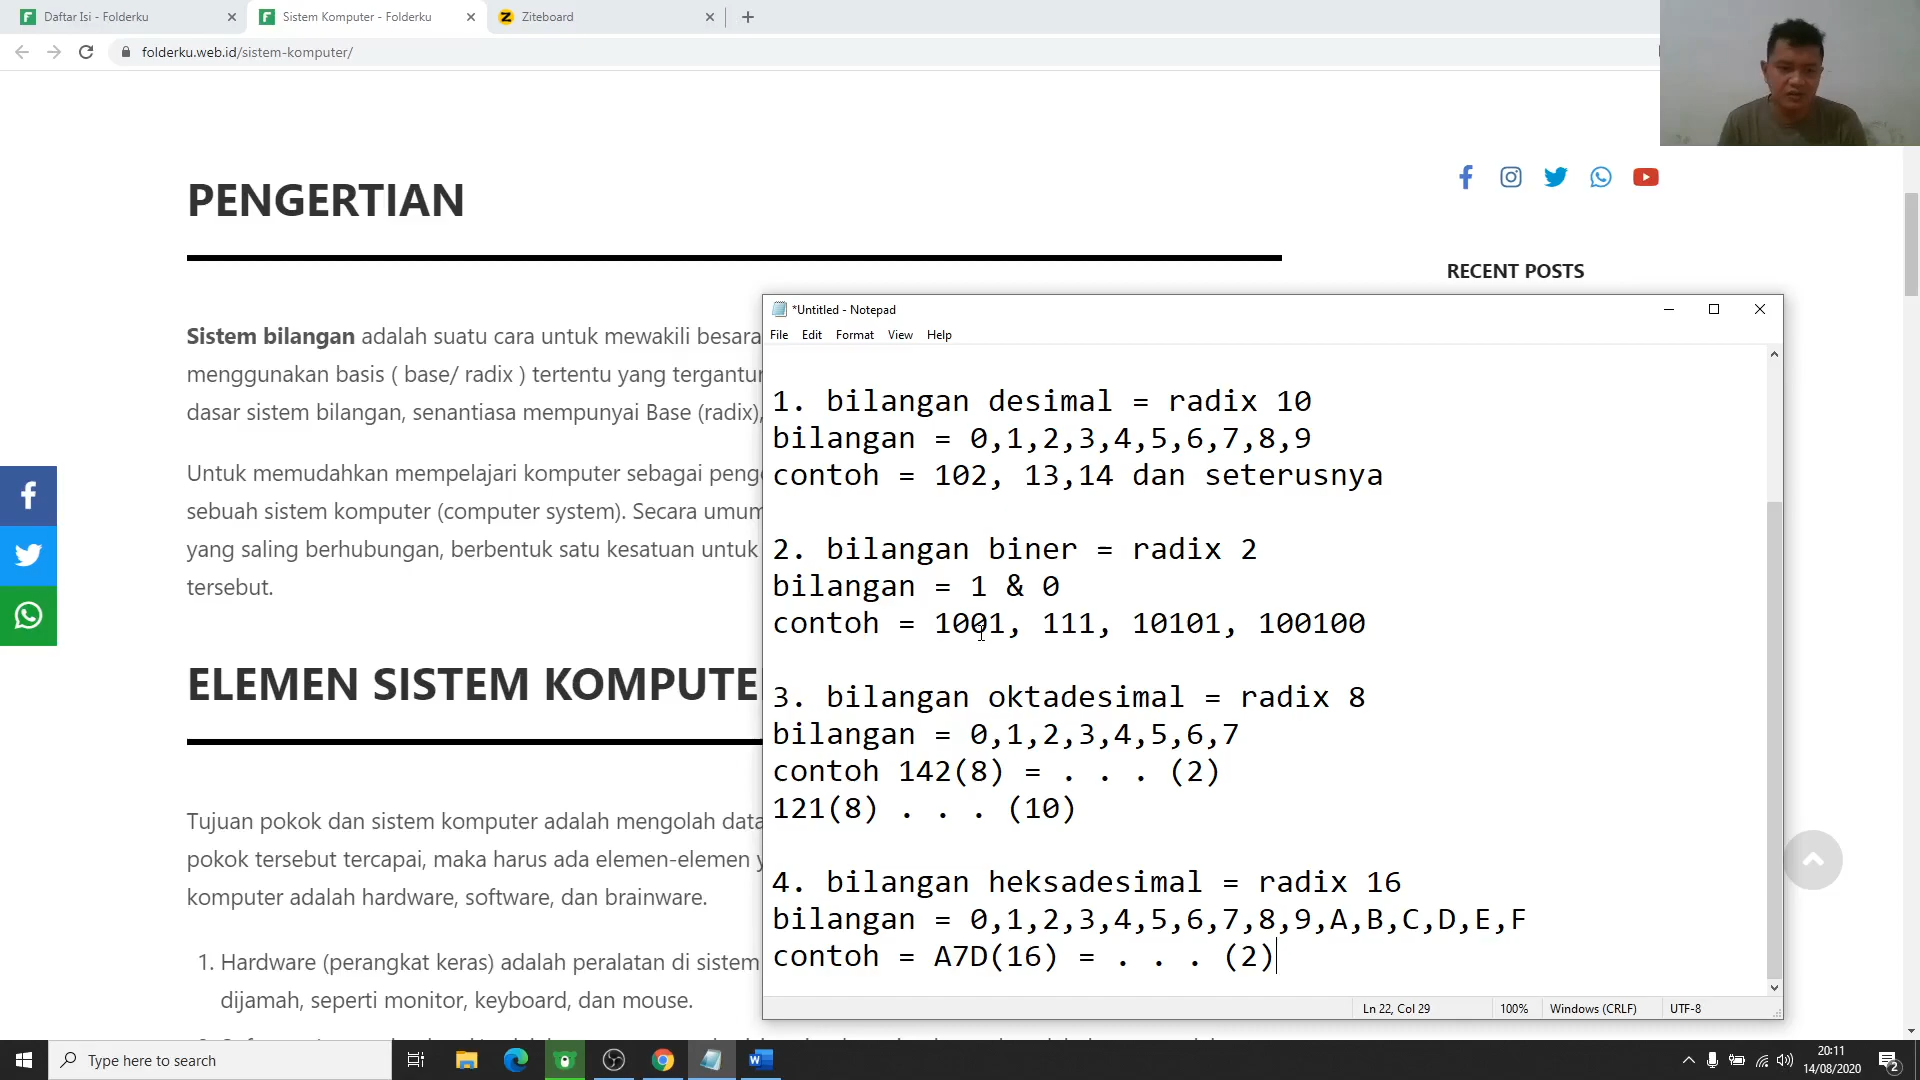 Daftar Isi - Folderku
Sistem Komputer - Folderku
Ziteboard
folderku.web.id/sistem-komputer/
PENGERTIAN
Sistem bilangan adalah suatu cara untuk mewakili besara
menggunakan basis ( base/ radix ) tertentu yang tergantun
dasar sistem bilangan, senantiasa mempunyai Base (radix),
Untuk memudahkan mempelajari komputer sebagai peng
sebuah sistem komputer (computer system). Secara umum
yang saling berhubungan, berbentuk satu kesatuan untuk
tersebut.
ELEMEN SISTEM KOMPUTE
Tujuan pokok dan sistem komputer adalah mengolah data
pokok tersebut tercapai, maka harus ada elemen-elemen y
komputer adalah hardware, software, dan brainware.
1. Hardware (perangkat keras) adalah peralatan di sistem
dijamah, seperti monitor, keyboard, dan mouse.
RECENT POSTS
*Untitled - Notepad
File Edit Format View Help
1. bilangan desimal = radix 10
bilangan = 0,1,2,3,4,5,6,7,8,9
contoh = 102, 13,14 dan seterusnya
2. bilangan biner = radix 2
bilangan = 1 & 0
contoh = 1001, 111, 10101, 100100
3. bilangan oktadesimal = radix 8
bilangan = 0,1,2,3,4,5,6,7
contoh 142(8) = . . . (2)
121(8) . . . (10)
4. bilangan heksadesimal = radix 16
bilangan = 0,1,2,3,4,5,6,7,8,9,A,B,C,D,E,F
contoh = A7D(16) = . . . (2)
Ln 22, Col 29 100% Windows (CRLF) UTF-8
Type here to search
20:11
14/08/2020
2